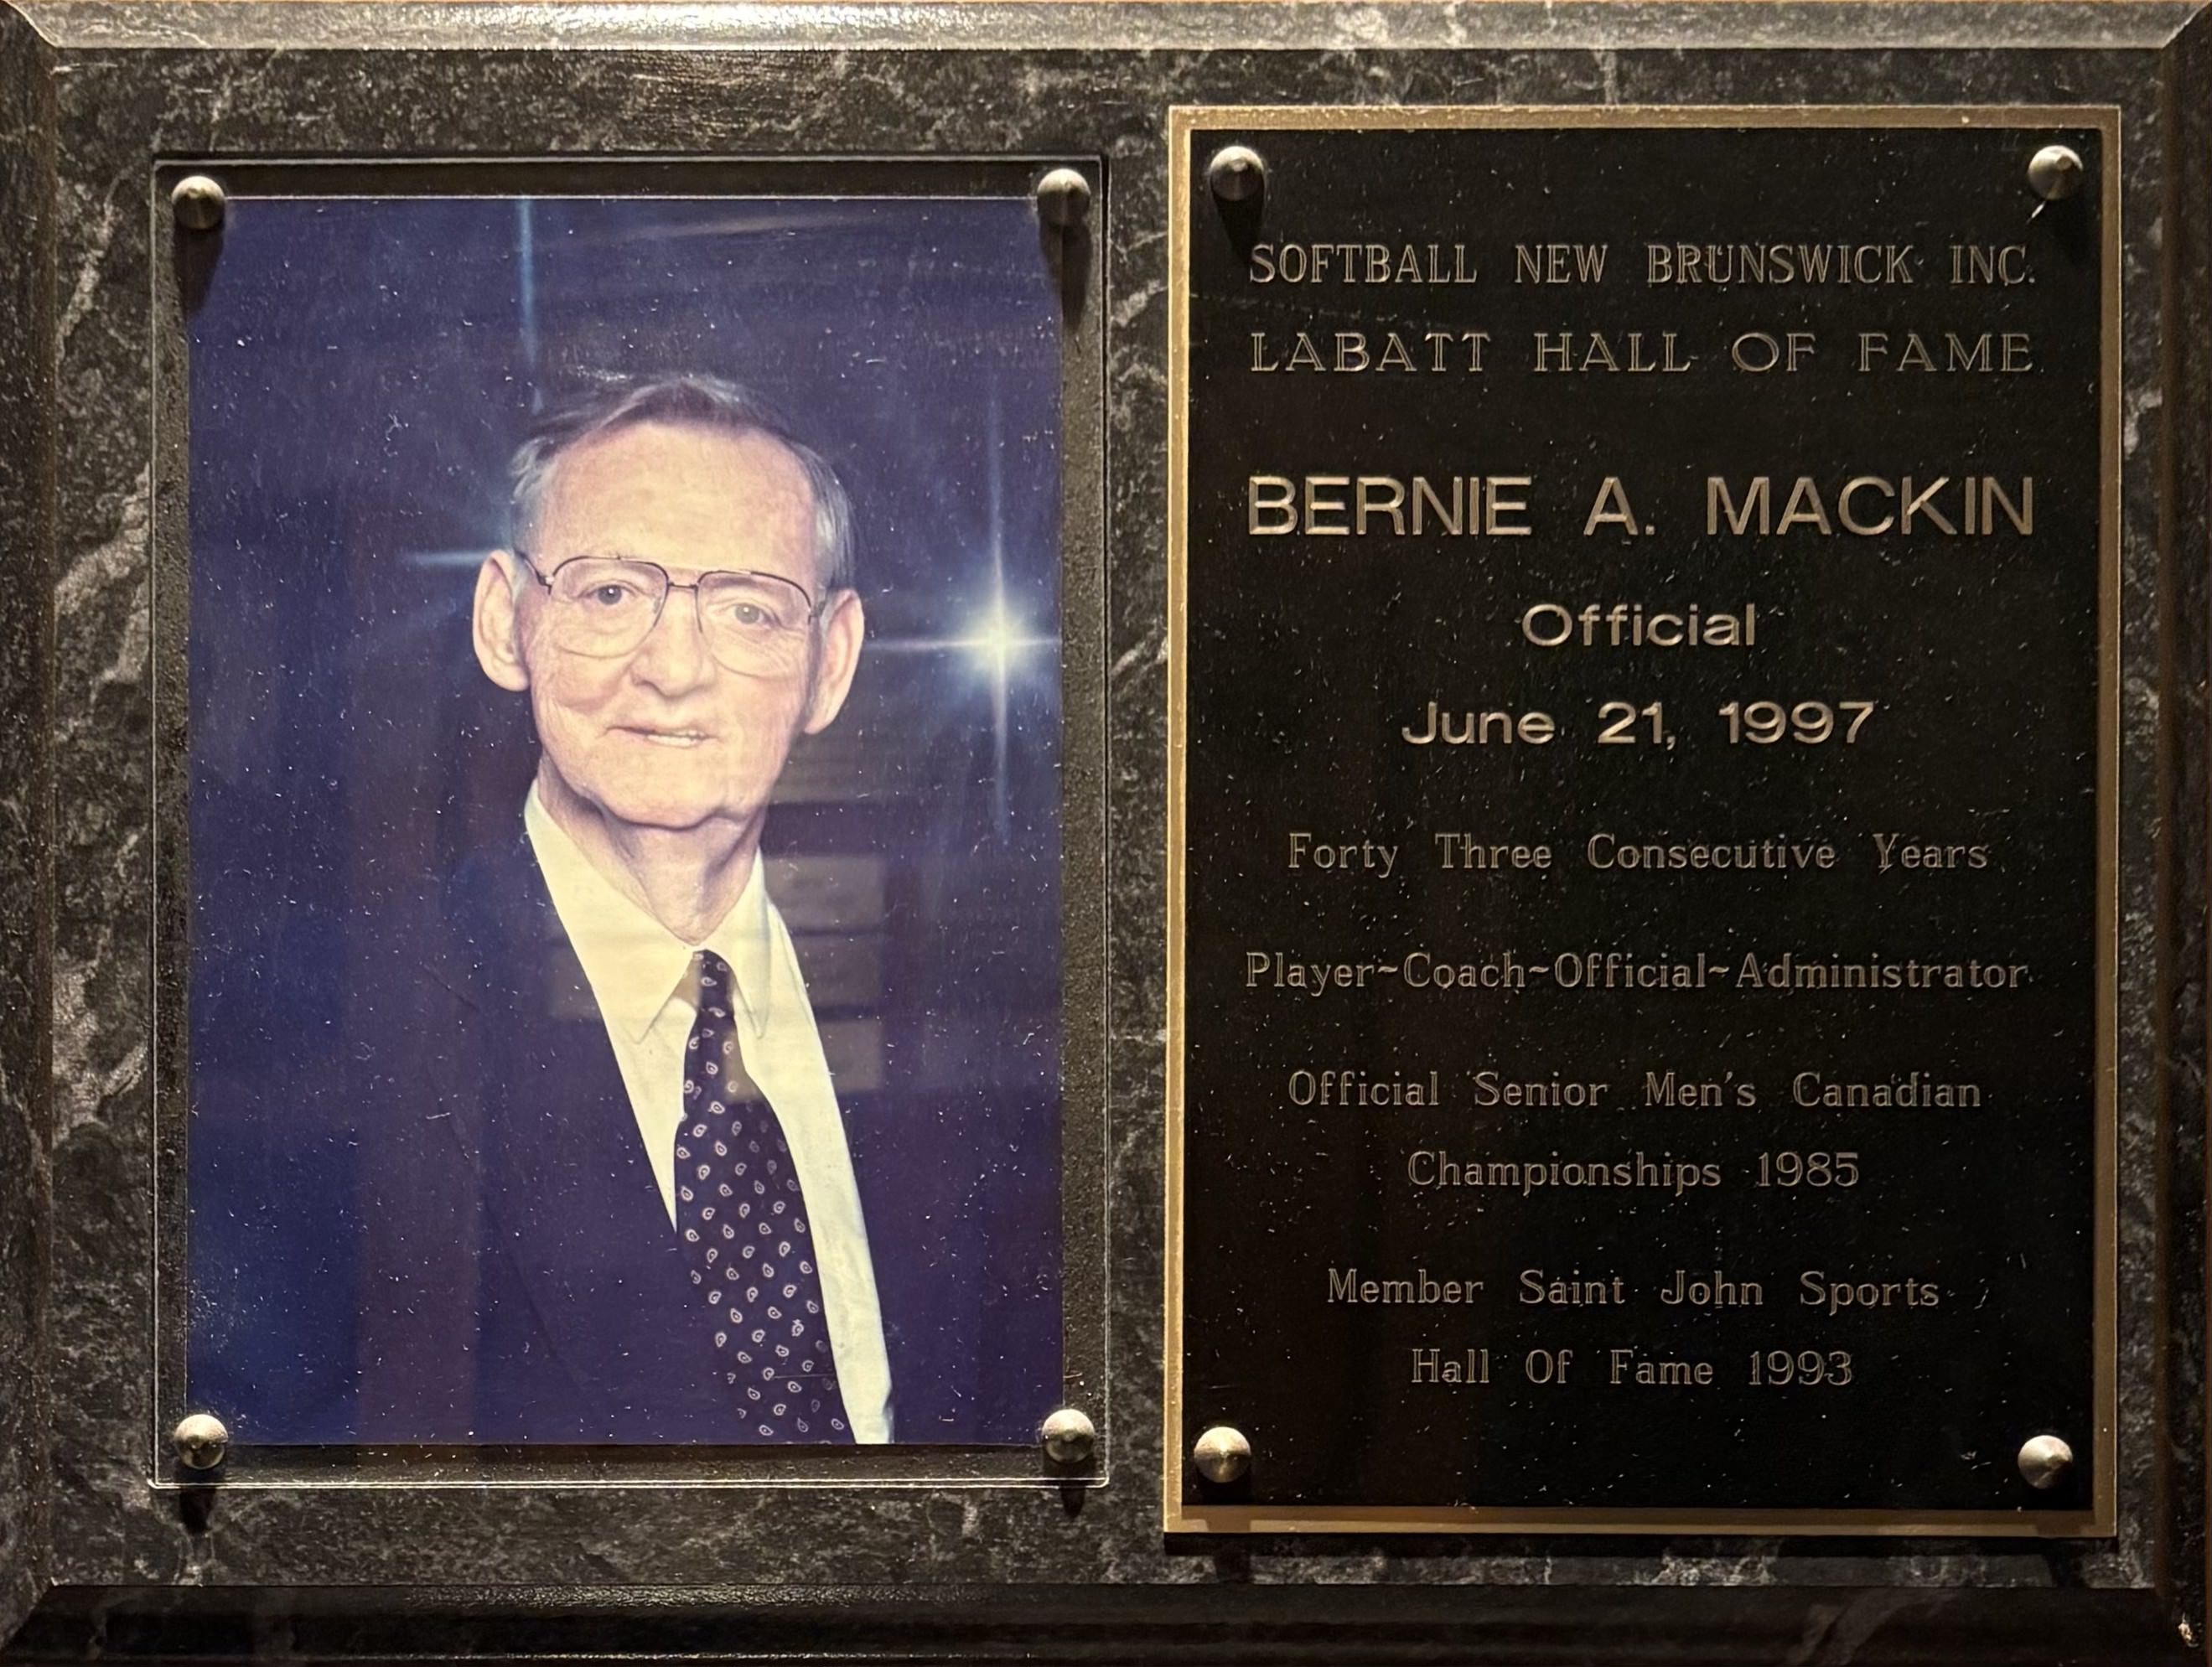 SOFTBALL NEW BRUNSWICK INC.
LABATT HALL OF FAME
BERNIE A. MACKIN
Official
June 21, 1997
Forty Three Consecutive Years
Player~Coach~Official~Administrator
Official Senior Men's Canadian
Championships 1985
Member Saint John Sports
Hall Of Fame 1993